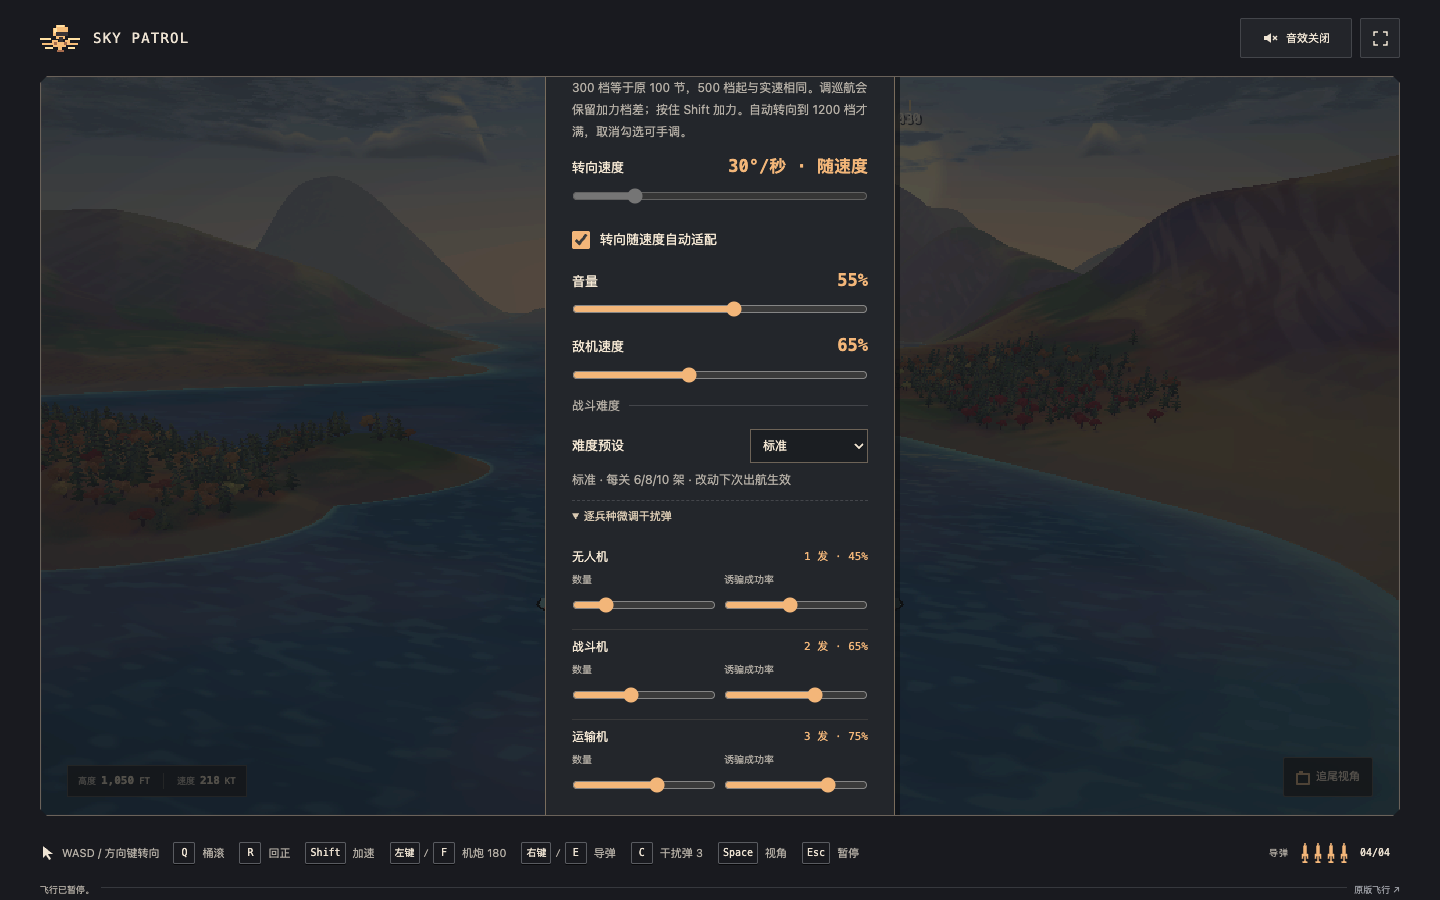 SKY PATROL
音效关闭
300 档等于原 100 节，500 档起与实速相同。调巡航会
保留加力档差；按住 Shift 加力。自动转向到 1200 档才
满，取消勾选可手调。
转向速度 30°/秒 · 随速度
转向随速度自动适配
音量 55%
敌机速度 65%
战斗难度
难度预设 标准
标准 · 每关 6/8/10 架 · 改动下次出航生效
▼ 逐兵种微调干扰弹
无人机 1 发 · 45%
数量 诱骗成功率
战斗机 2 发 · 65%
数量 诱骗成功率
运输机 3 发 · 75%
数量 诱骗成功率
高度 1,050 FT 速度 218 KT
追尾视角
WASD / 方向键转向 Q 桶滚 R 回正 Shift 加速 左键 / F 机炮 180 右键 / E 导弹 C 干扰弹 3 Space 视角 Esc 暂停
导弹 04/04
飞行已暂停。
原版飞行 ↗